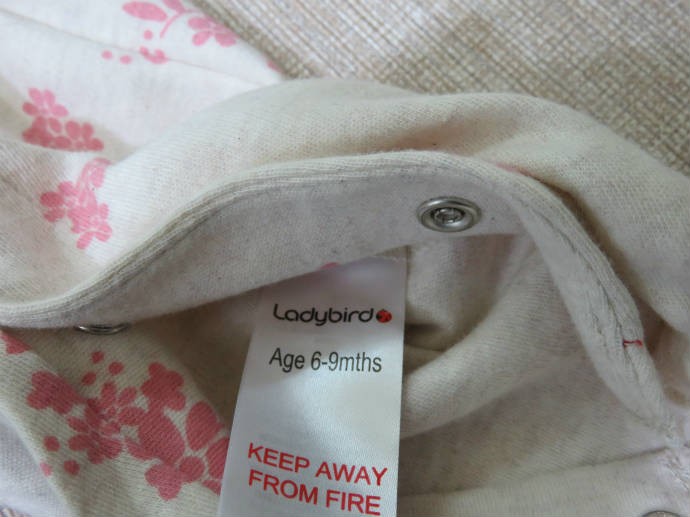 Ladybird
Age 6-9mths
KEEP AWAY
FROM FIRE